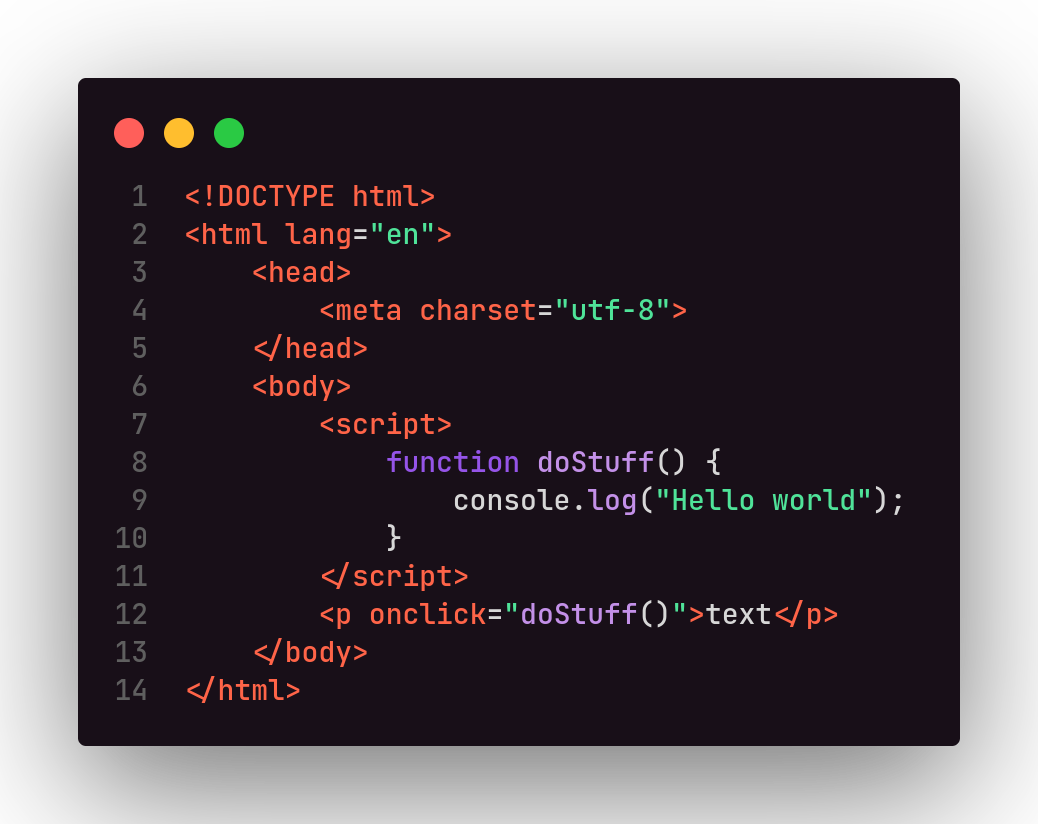 1 <!DOCTYPE html>
2 <html lang="en">
3     <head>
4         <meta charset="utf-8">
5     </head>
6     <body>
7         <script>
8             function doStuff() {
9                 console.log("Hello world");
10             }
11         </script>
12         <p onclick="doStuff()">text</p>
13     </body>
14 </html>